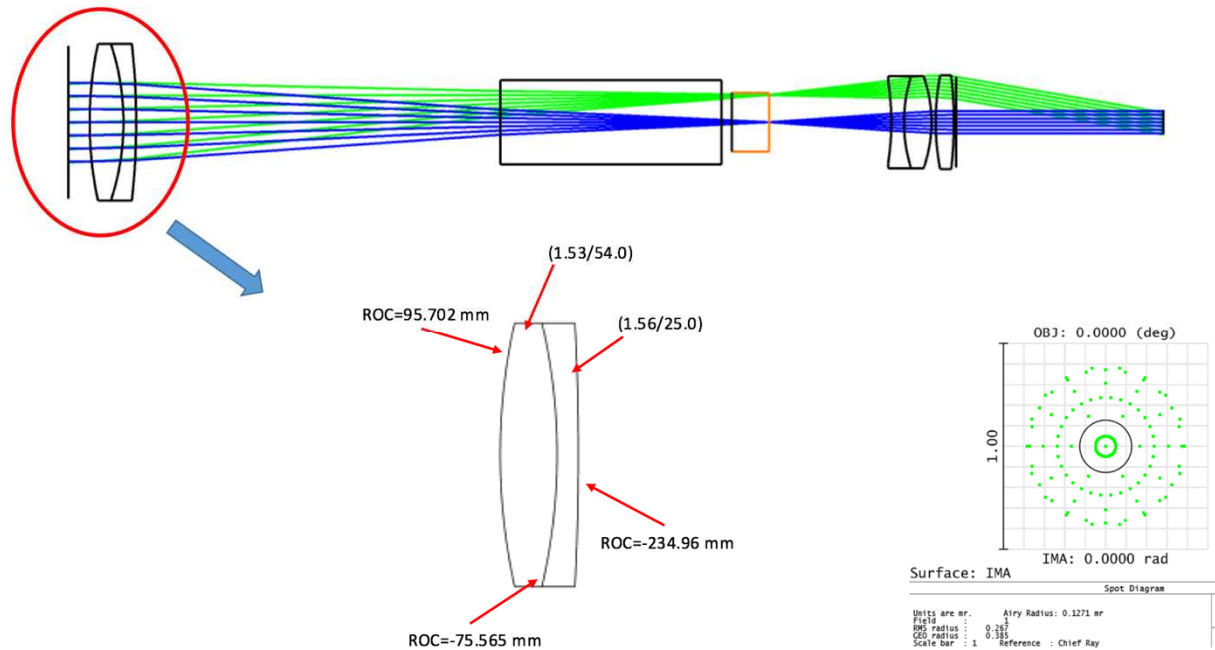 (1.53/54.0)
ROC=95.702 mm
(1.56/25.0)
ROC=-234.96 mm
ROC=-75.565 mm
OBJ: 0.0000 (deg)
1.00
IMA: 0.0000 rad
Surface: IMA
Spot Diagram
Units are mr. Airy Radius: 0.1271 mr
Field : 1
RMS radius : 0.267
GEO radius : 0.385
Scale bar : 1 Reference : Chief Ray